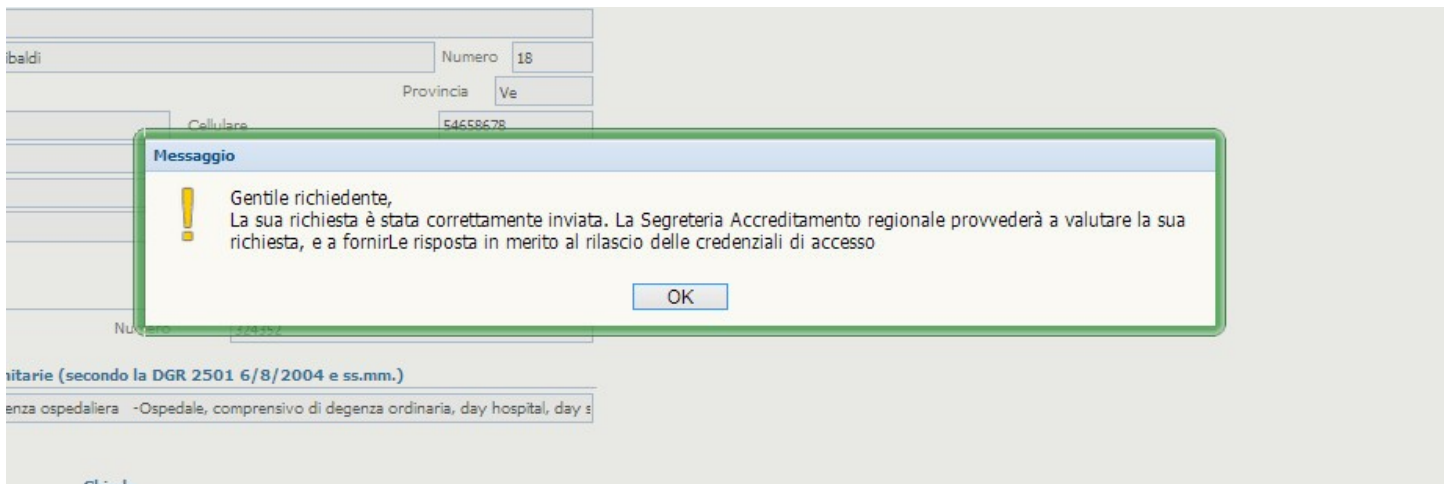 ibaldi Numero 18
Provincia Ve
Cellulare 54658678
Messaggio
Gentile richiedente,
La sua richiesta è stata correttamente inviata. La Segreteria Accreditamento regionale provvederà a valutare la sua
richiesta, e a fornirLe risposta in merito al rilascio delle credenziali di accesso
OK
Numero 324352
nitarie (secondo la DGR 2501 6/8/2004 e ss.mm.)
enza ospedaliera -Ospedale, comprensivo di degenza ordinaria, day hospital, day s